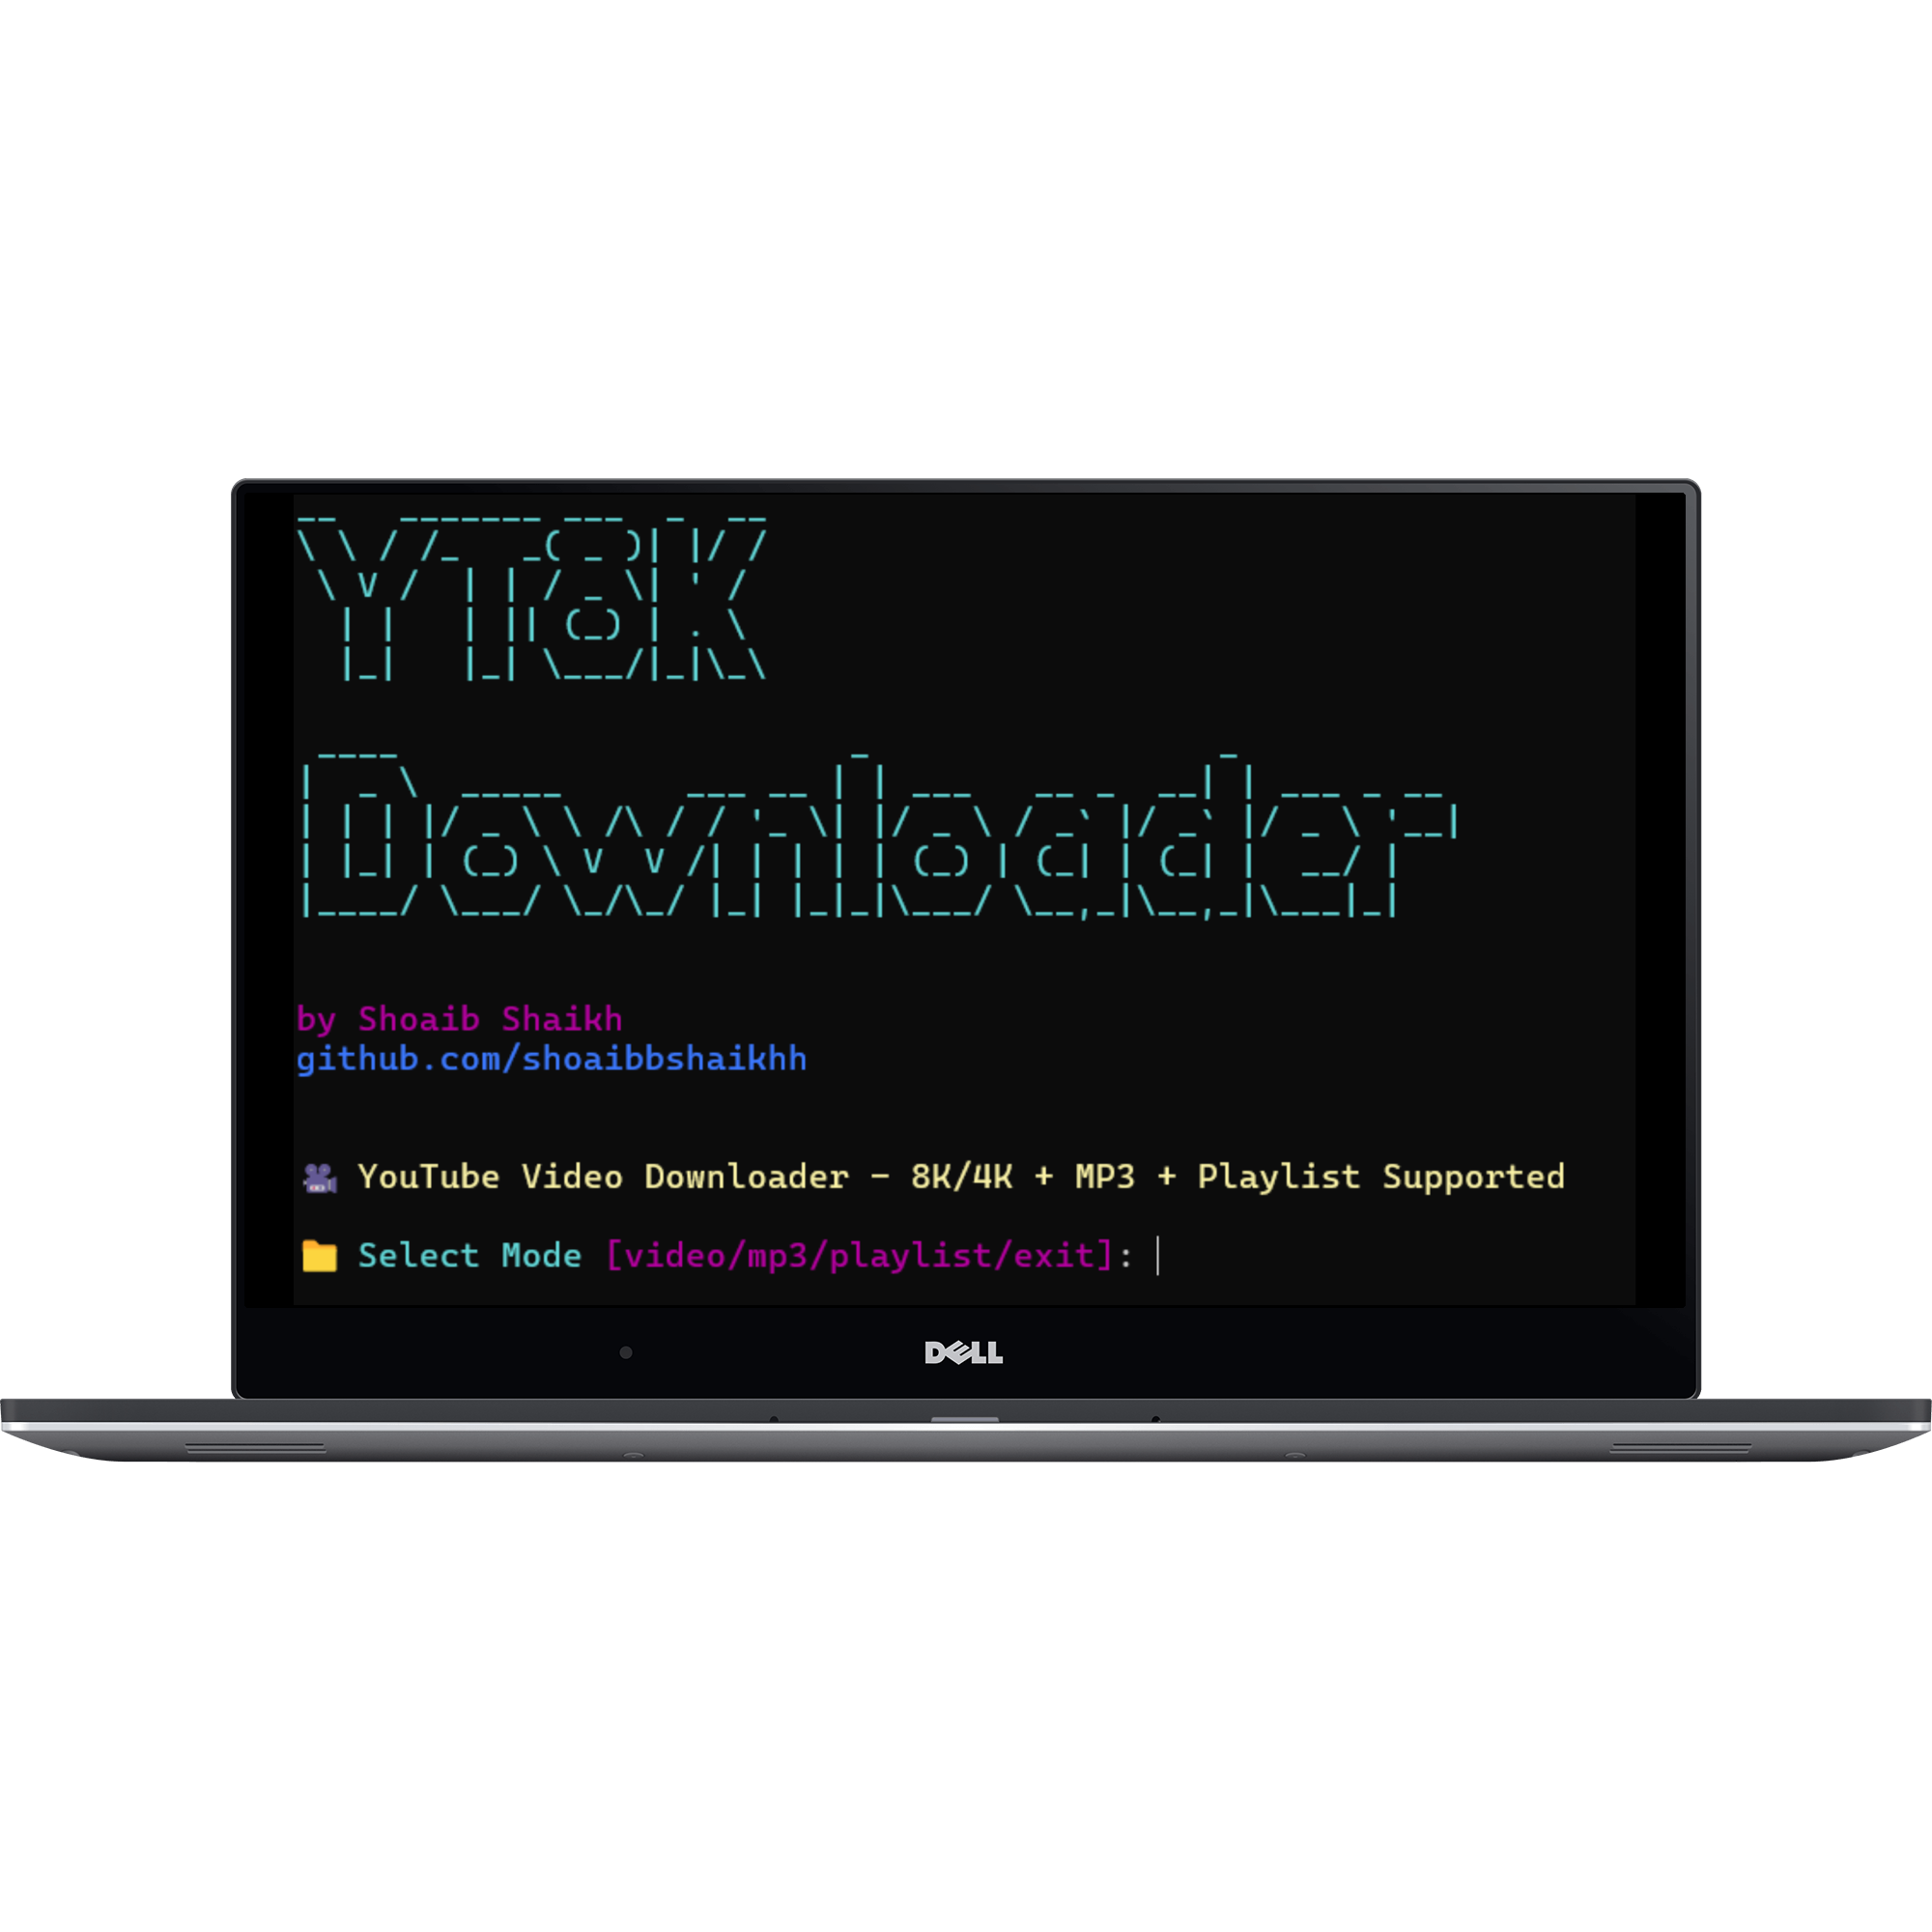 YT8K
Downloader
by Shoaib Shaikh
github.com/shoaibbshaikhh
YouTube Video Downloader – 8K/4K + MP3 + Playlist Supported
Select Mode [video/mp3/playlist/exit]:
DELL